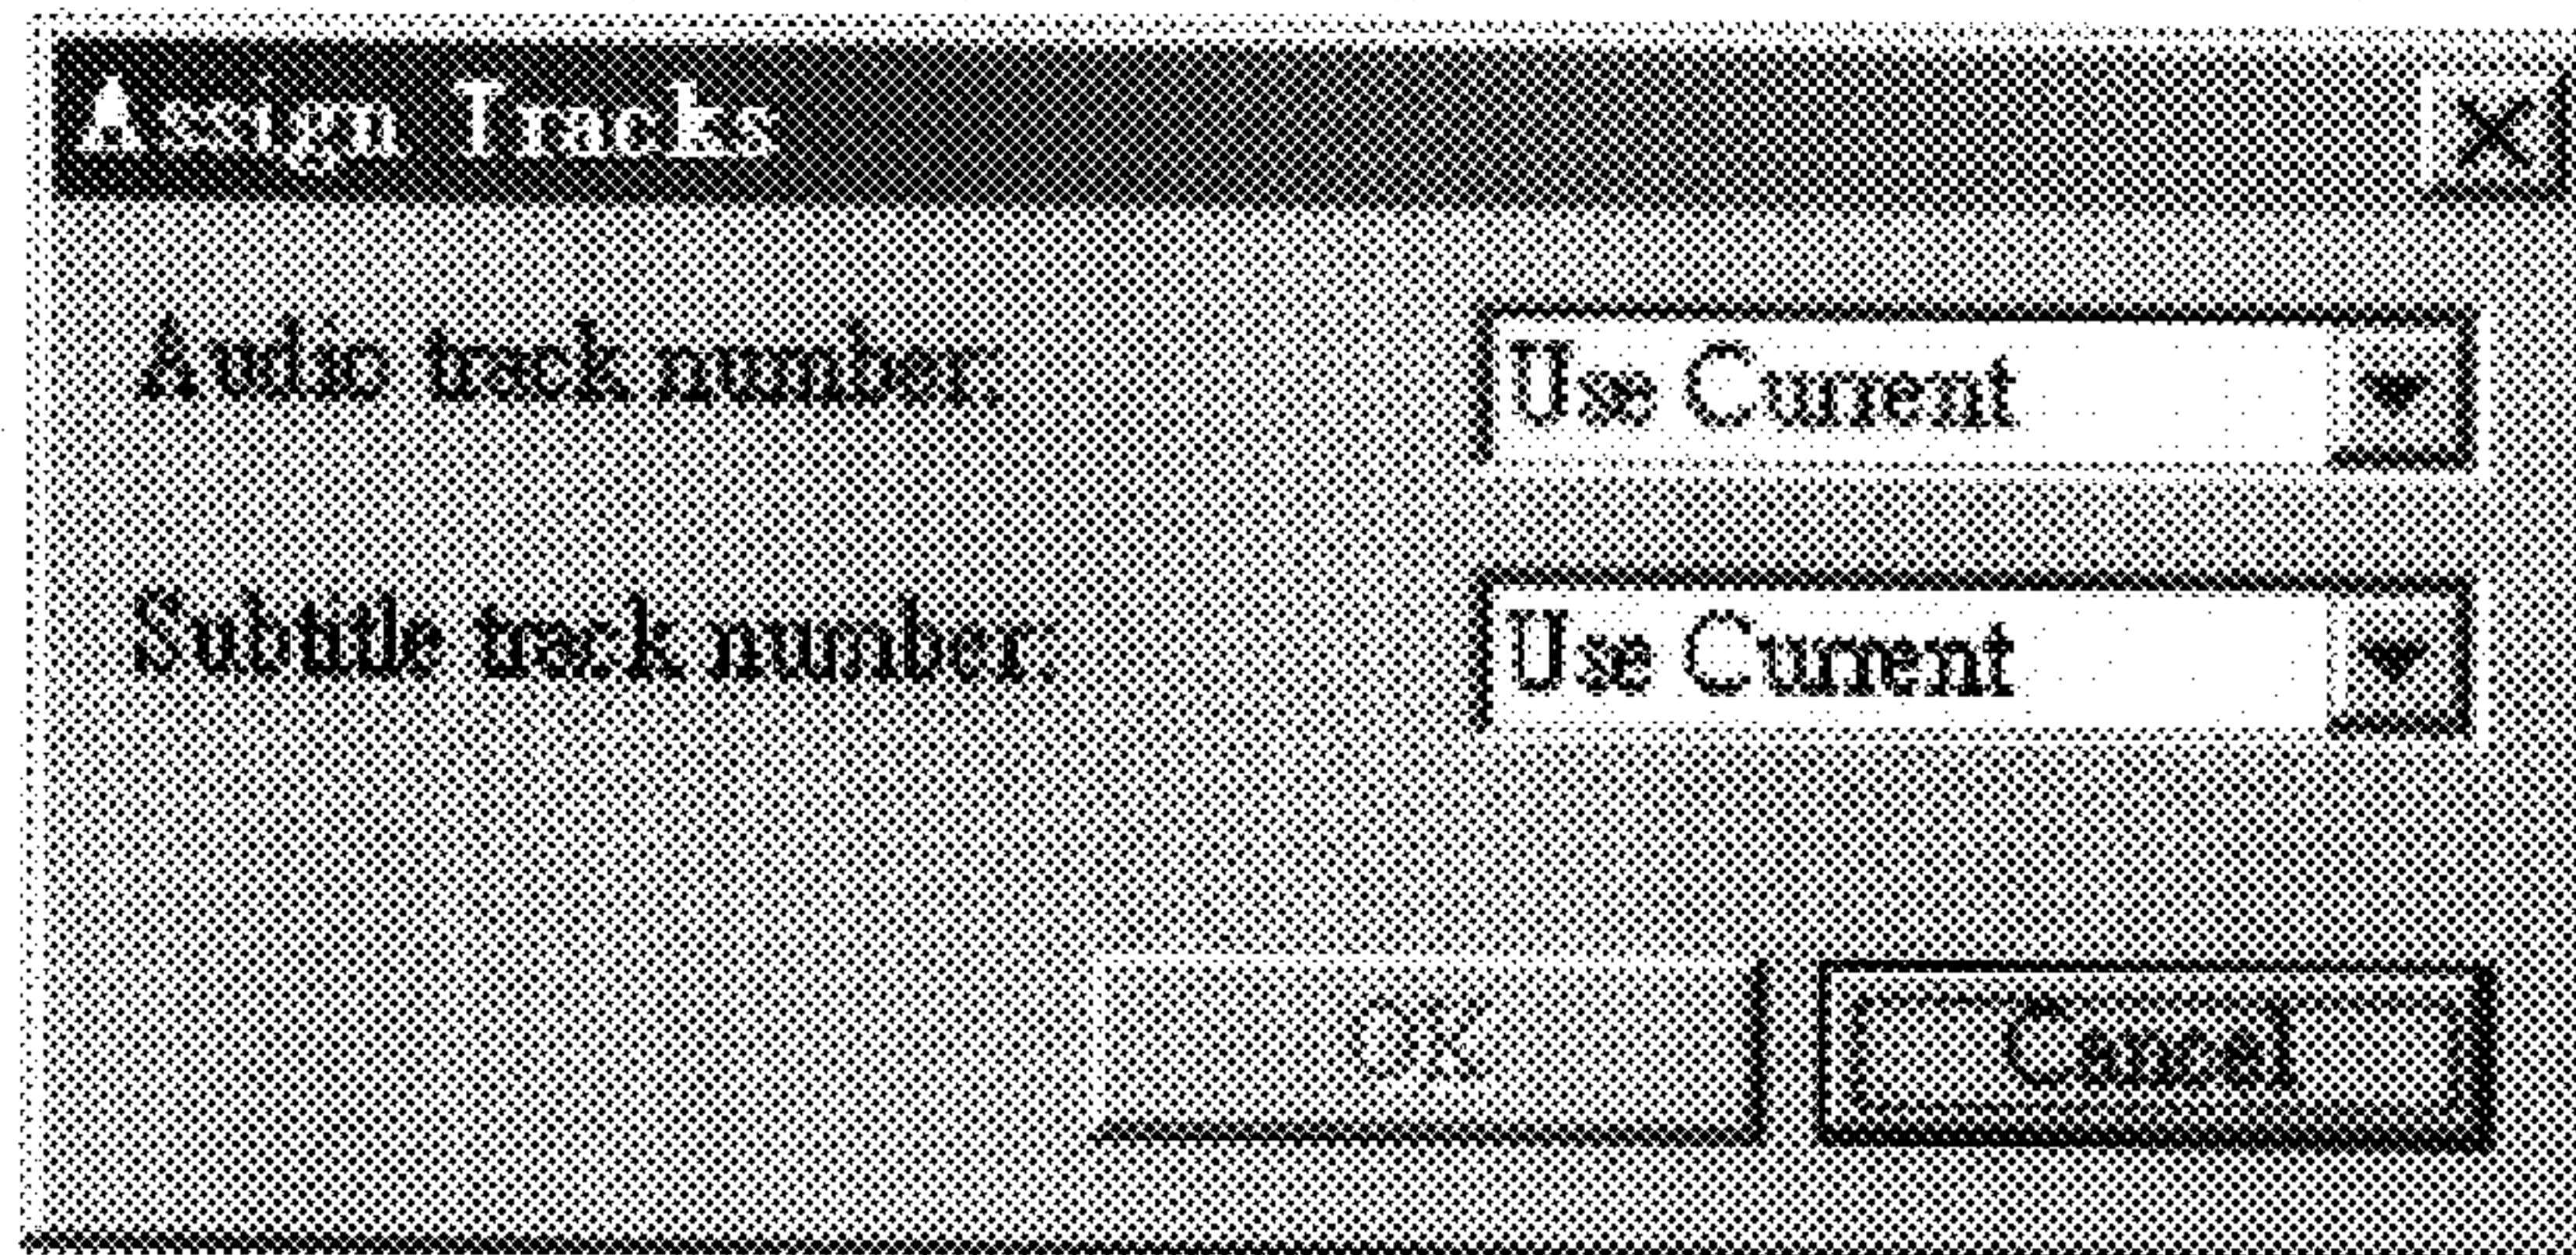 Assign Tracks
Audio track number: Use Current
Subtitle track number: Use Current
OK Cancel